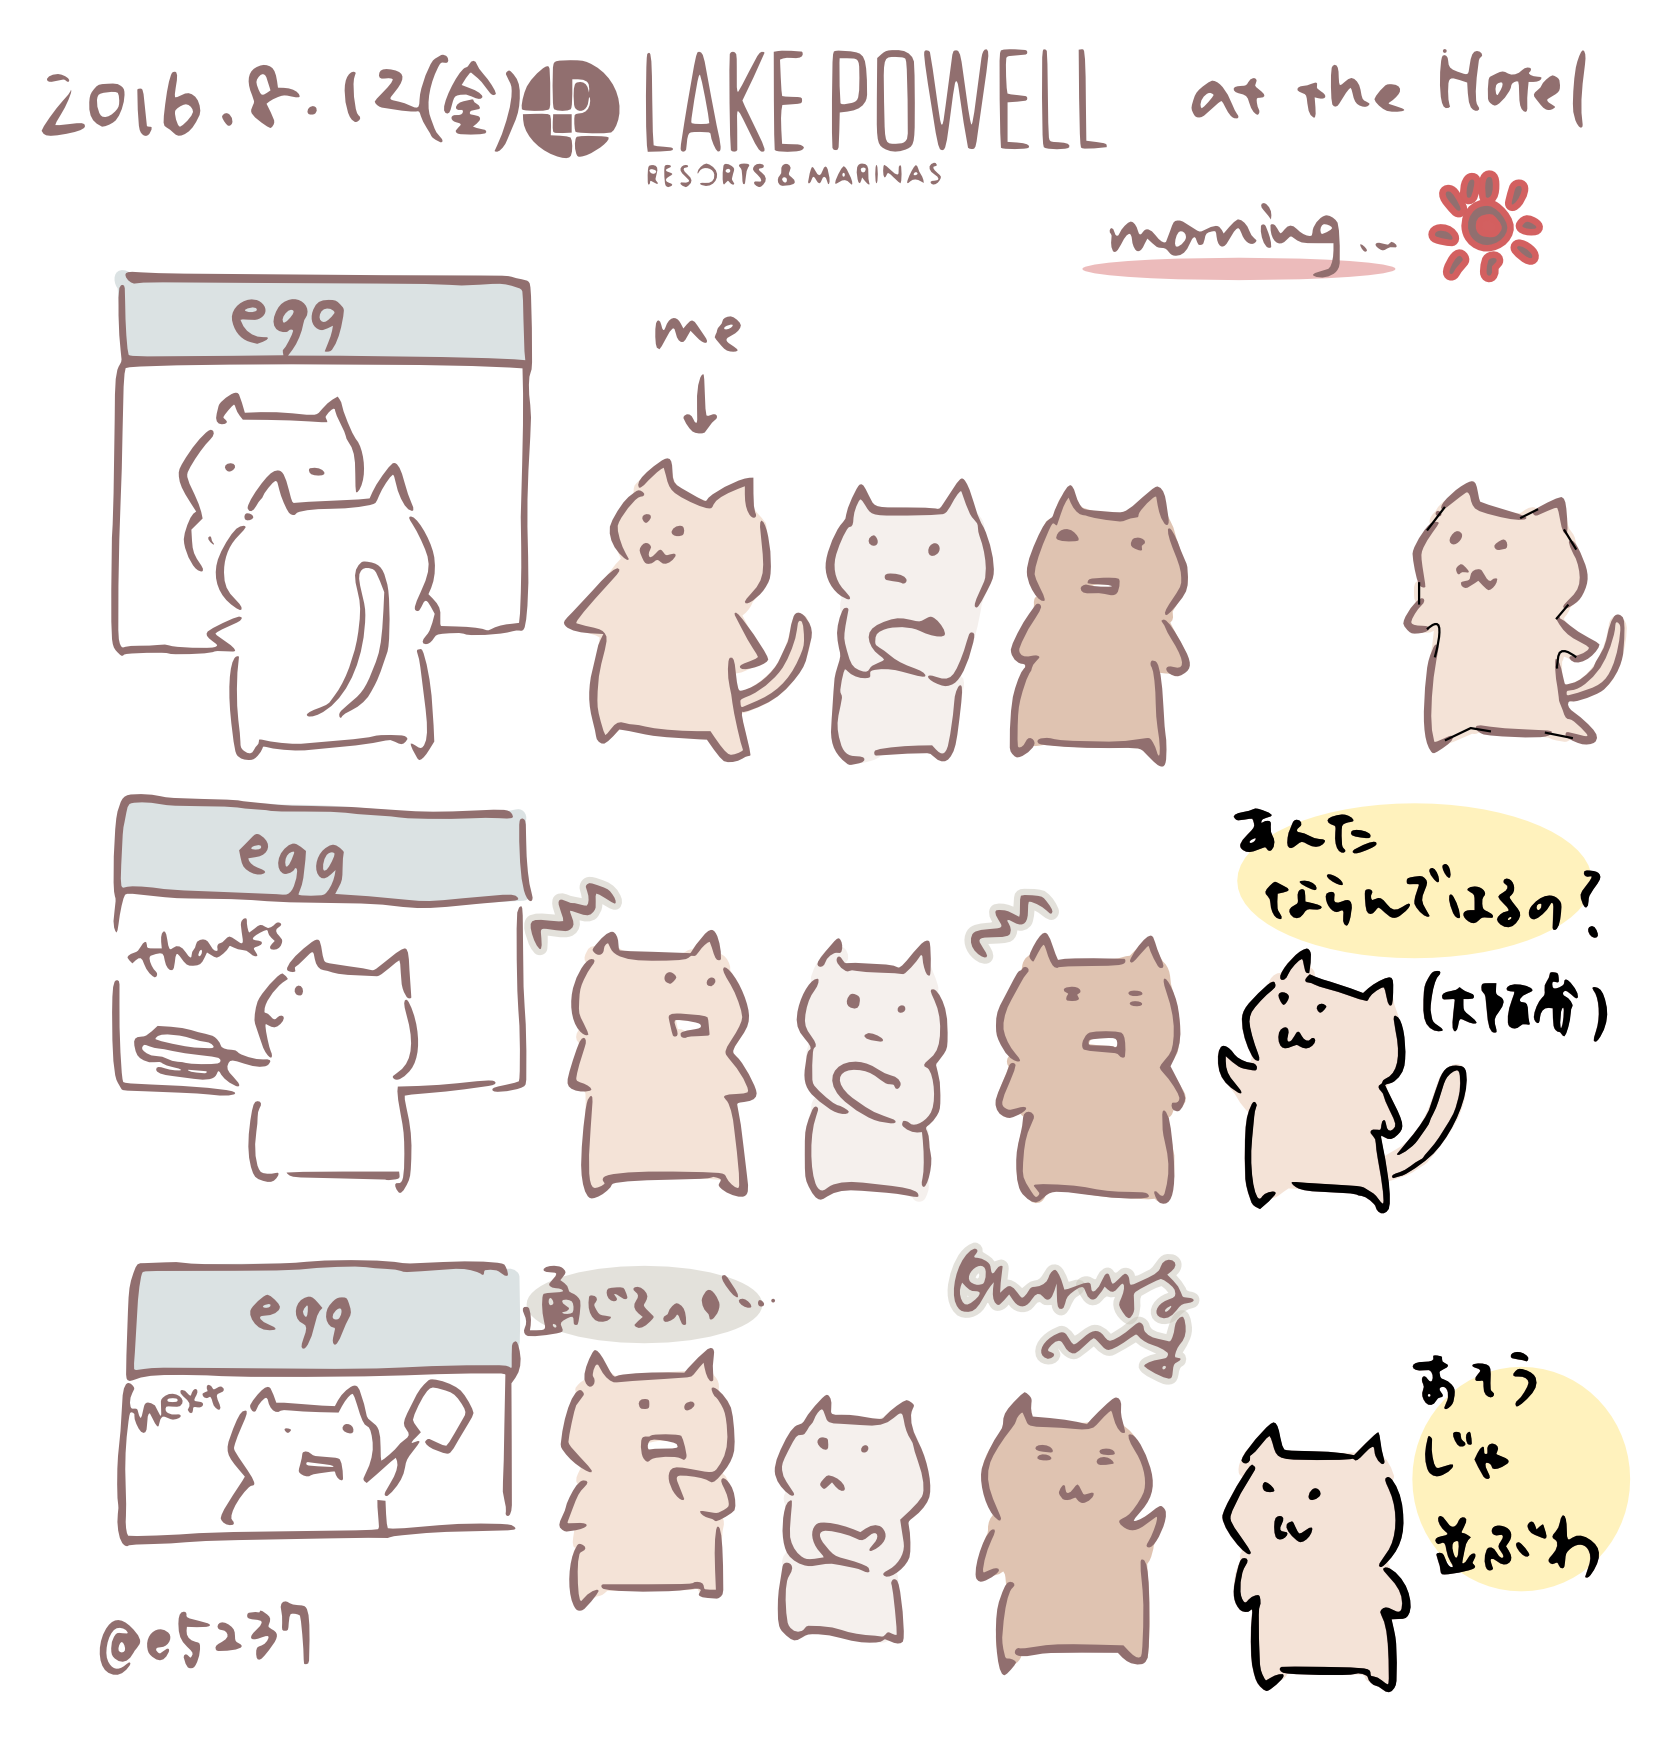 2016.8.12(金) LAKE POWELL at the Hotel
RESORTS & MARINAS
morning...
egg
me
egg
thanks
あんた
ならんではるの?
(大阪弁)
egg
next
通じるのか...
あそう
じゃ
並ぶわ
@e5237